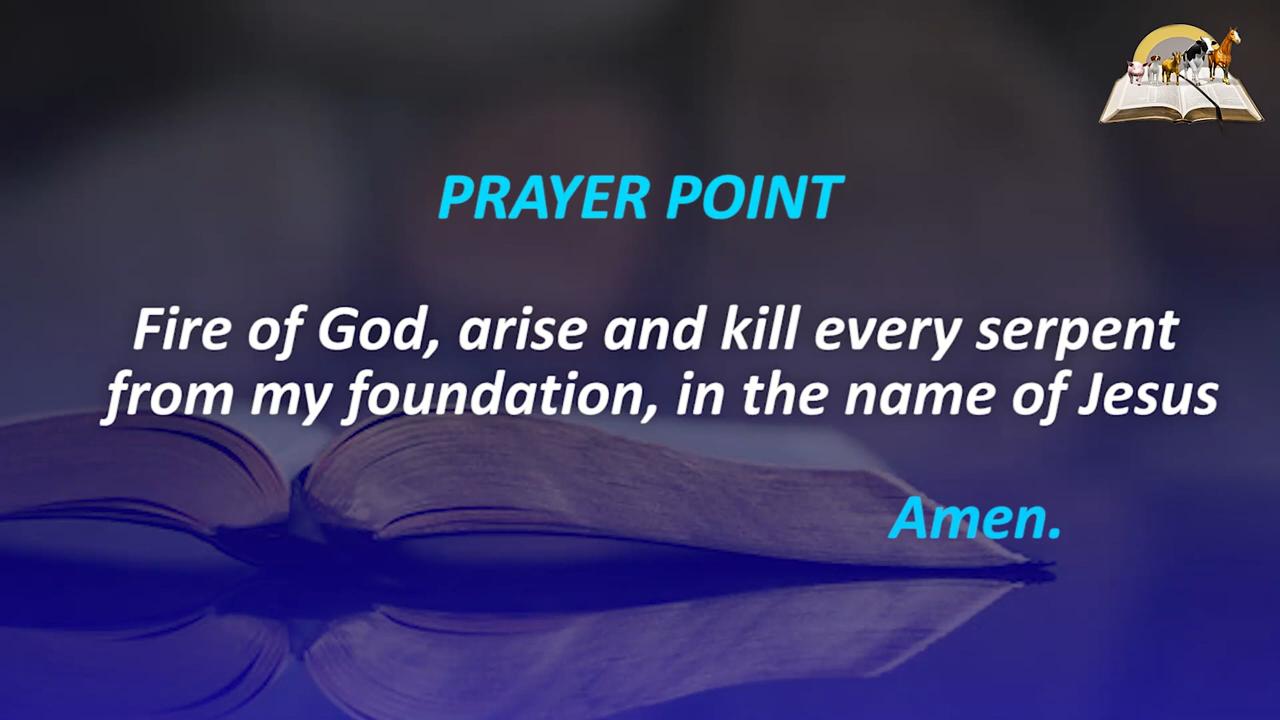 PRAYER POINT
Fire of God, arise and kill every serpent
from my foundation, in the name of Jesus
Amen.